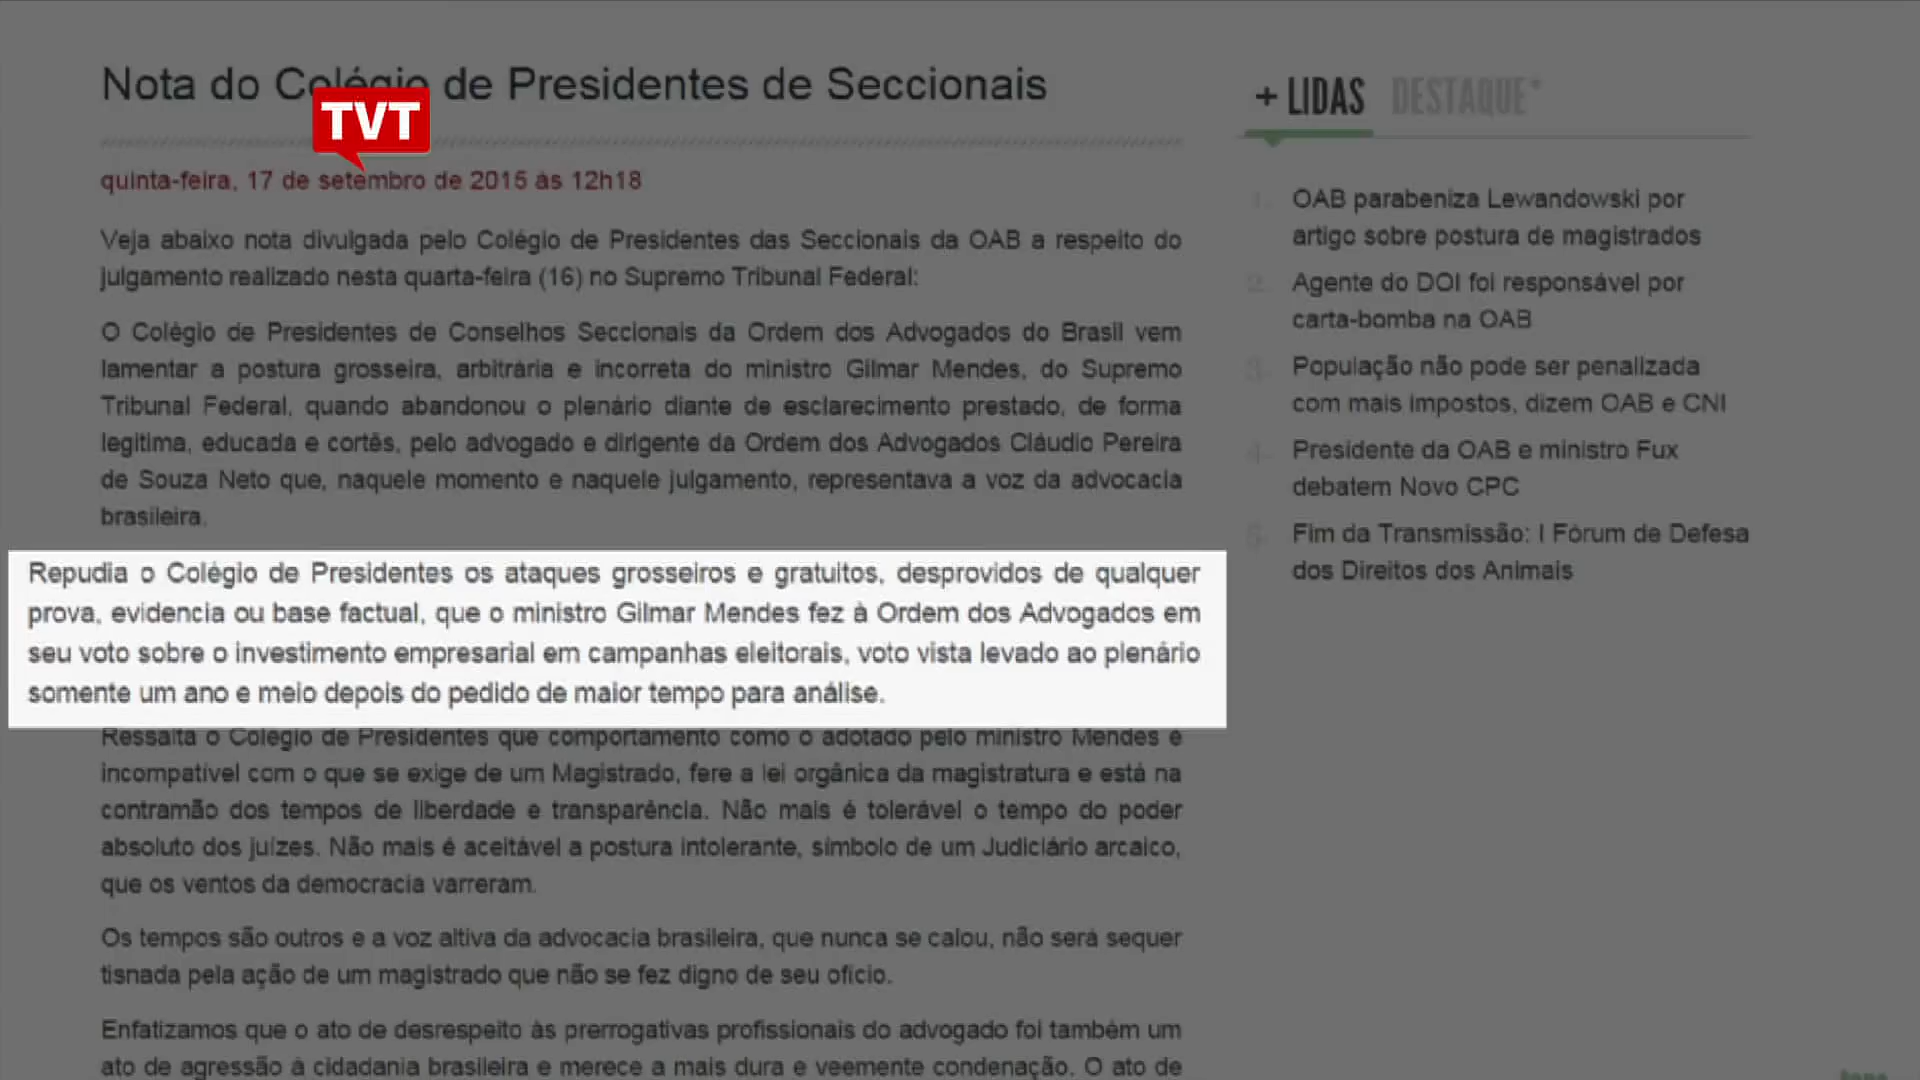 Nota do Colégio de Presidentes de Seccionais
TVT
quinta-feira, 17 de setembro de 2015 às 12h18
Veja abaixo nota divulgada pelo Colégio de Presidentes das Seccionais da OAB a respeito do
julgamento realizado nesta quarta-feira (16) no Supremo Tribunal Federal:
O Colégio de Presidentes de Conselhos Seccionais da Ordem dos Advogados do Brasil vem
lamentar a postura grosseira, arbitrária e incorreta do ministro Gilmar Mendes, do Supremo
Tribunal Federal, quando abandonou o plenário diante de esclarecimento prestado, de forma
legítima, educada e cortês, pelo advogado e dirigente da Ordem dos Advogados Cláudio Pereira
de Souza Neto que, naquele momento e naquele julgamento, representava a voz da advocacia
brasileira.
Repudia o Colégio de Presidentes os ataques grosseiros e gratuitos, desprovidos de qualquer
prova, evidencia ou base factual, que o ministro Gilmar Mendes fez à Ordem dos Advogados em
seu voto sobre o investimento empresarial em campanhas eleitorais, voto vista levado ao plenário
somente um ano e meio depois do pedido de maior tempo para análise.
Ressalta o Colégio de Presidentes que comportamento como o adotado pelo ministro Mendes é
incompatível com o que se exige de um Magistrado, fere a lei orgânica da magistratura e está na
contramão dos tempos de liberdade e transparência. Não mais é tolerável o tempo do poder
absoluto dos juízes. Não mais é aceitável a postura intolerante, símbolo de um Judiciário arcaico,
que os ventos da democracia varreram.
Os tempos são outros e a voz altiva da advocacia brasileira, que nunca se calou, não será sequer
tisnada pela ação de um magistrado que não se fez digno de seu ofício.
Enfatizamos que o ato de desrespeito às prerrogativas profissionais do advogado foi também um
ato de agressão à cidadania brasileira e merece a mais dura e veemente condenação. O ato de
+ LIDAS DESTAQUE*
1. OAB parabeniza Lewandowski por
artigo sobre postura de magistrados
2. Agente do DOI foi responsável por
carta-bomba na OAB
3. População não pode ser penalizada
com mais impostos, dizem OAB e CNI
4. Presidente da OAB e ministro Fux
debatem Novo CPC
5. Fim da Transmissão: I Fórum de Defesa
dos Direitos dos Animais